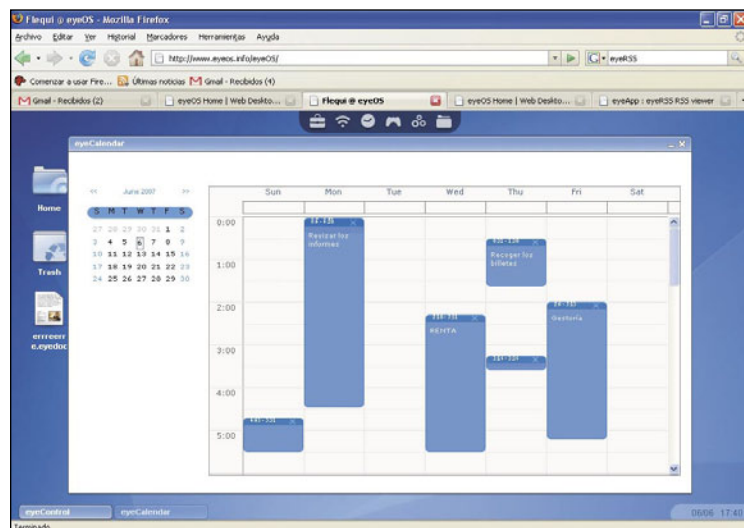 Flequi @ eyeOS - Mozilla Firefox
Archivo Editar Ver Historial Marcadores Herramientas Ayuda
http://www.eyeos.info/eyeOS/
eyeRSS
Comenzar a usar Fire... Últimas noticias Gmail - Recibidos (4)
Gmail - Recibidos (2) eyeOS Home | Web Deskto... Flequi @ eyeOS eyeOS Home | Web Deskto... eyeApp : eyeRSS RSS viewer
eyeCalendar
<< June 2007 >>
S M T W T F S
27 28 29 30 31 1 2
3 4 5 6 7 8 9
10 11 12 13 14 15 16
17 18 19 20 21 22 23
24 25 26 27 28 29 30
Sun Mon Tue Wed Thu Fri Sat
0:00
1:00
2:00
3:00
4:00
5:00
Revisar los
informes
Recoger los
billetes
RENTA
Gestoría
Home
Trash
errreerr
e.eyedoc
eyeControl eyeCalendar 06/06 17:40
Terminado